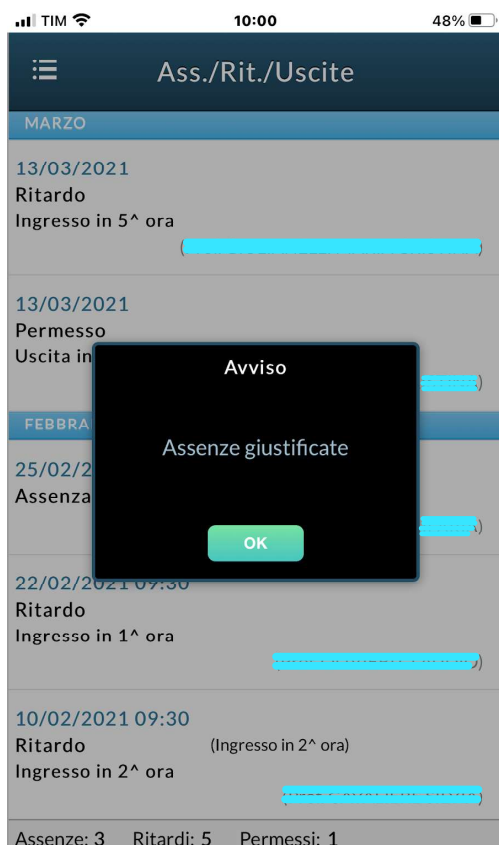 TIM
10:00
48%
Ass./Rit./Uscite
MARZO
13/03/2021
Ritardo
Ingresso in 5^ ora
(
13/03/2021
Permesso
Uscita in
)
Avviso
Assenze giustificate
OK
FEBBRA
25/02/2
Assenza
)
22/02/2021 09:30
Ritardo
Ingresso in 1^ ora
)
10/02/2021 09:30
Ritardo (Ingresso in 2^ ora)
Ingresso in 2^ ora
Assenze: 3 Ritardi: 5 Permessi: 1